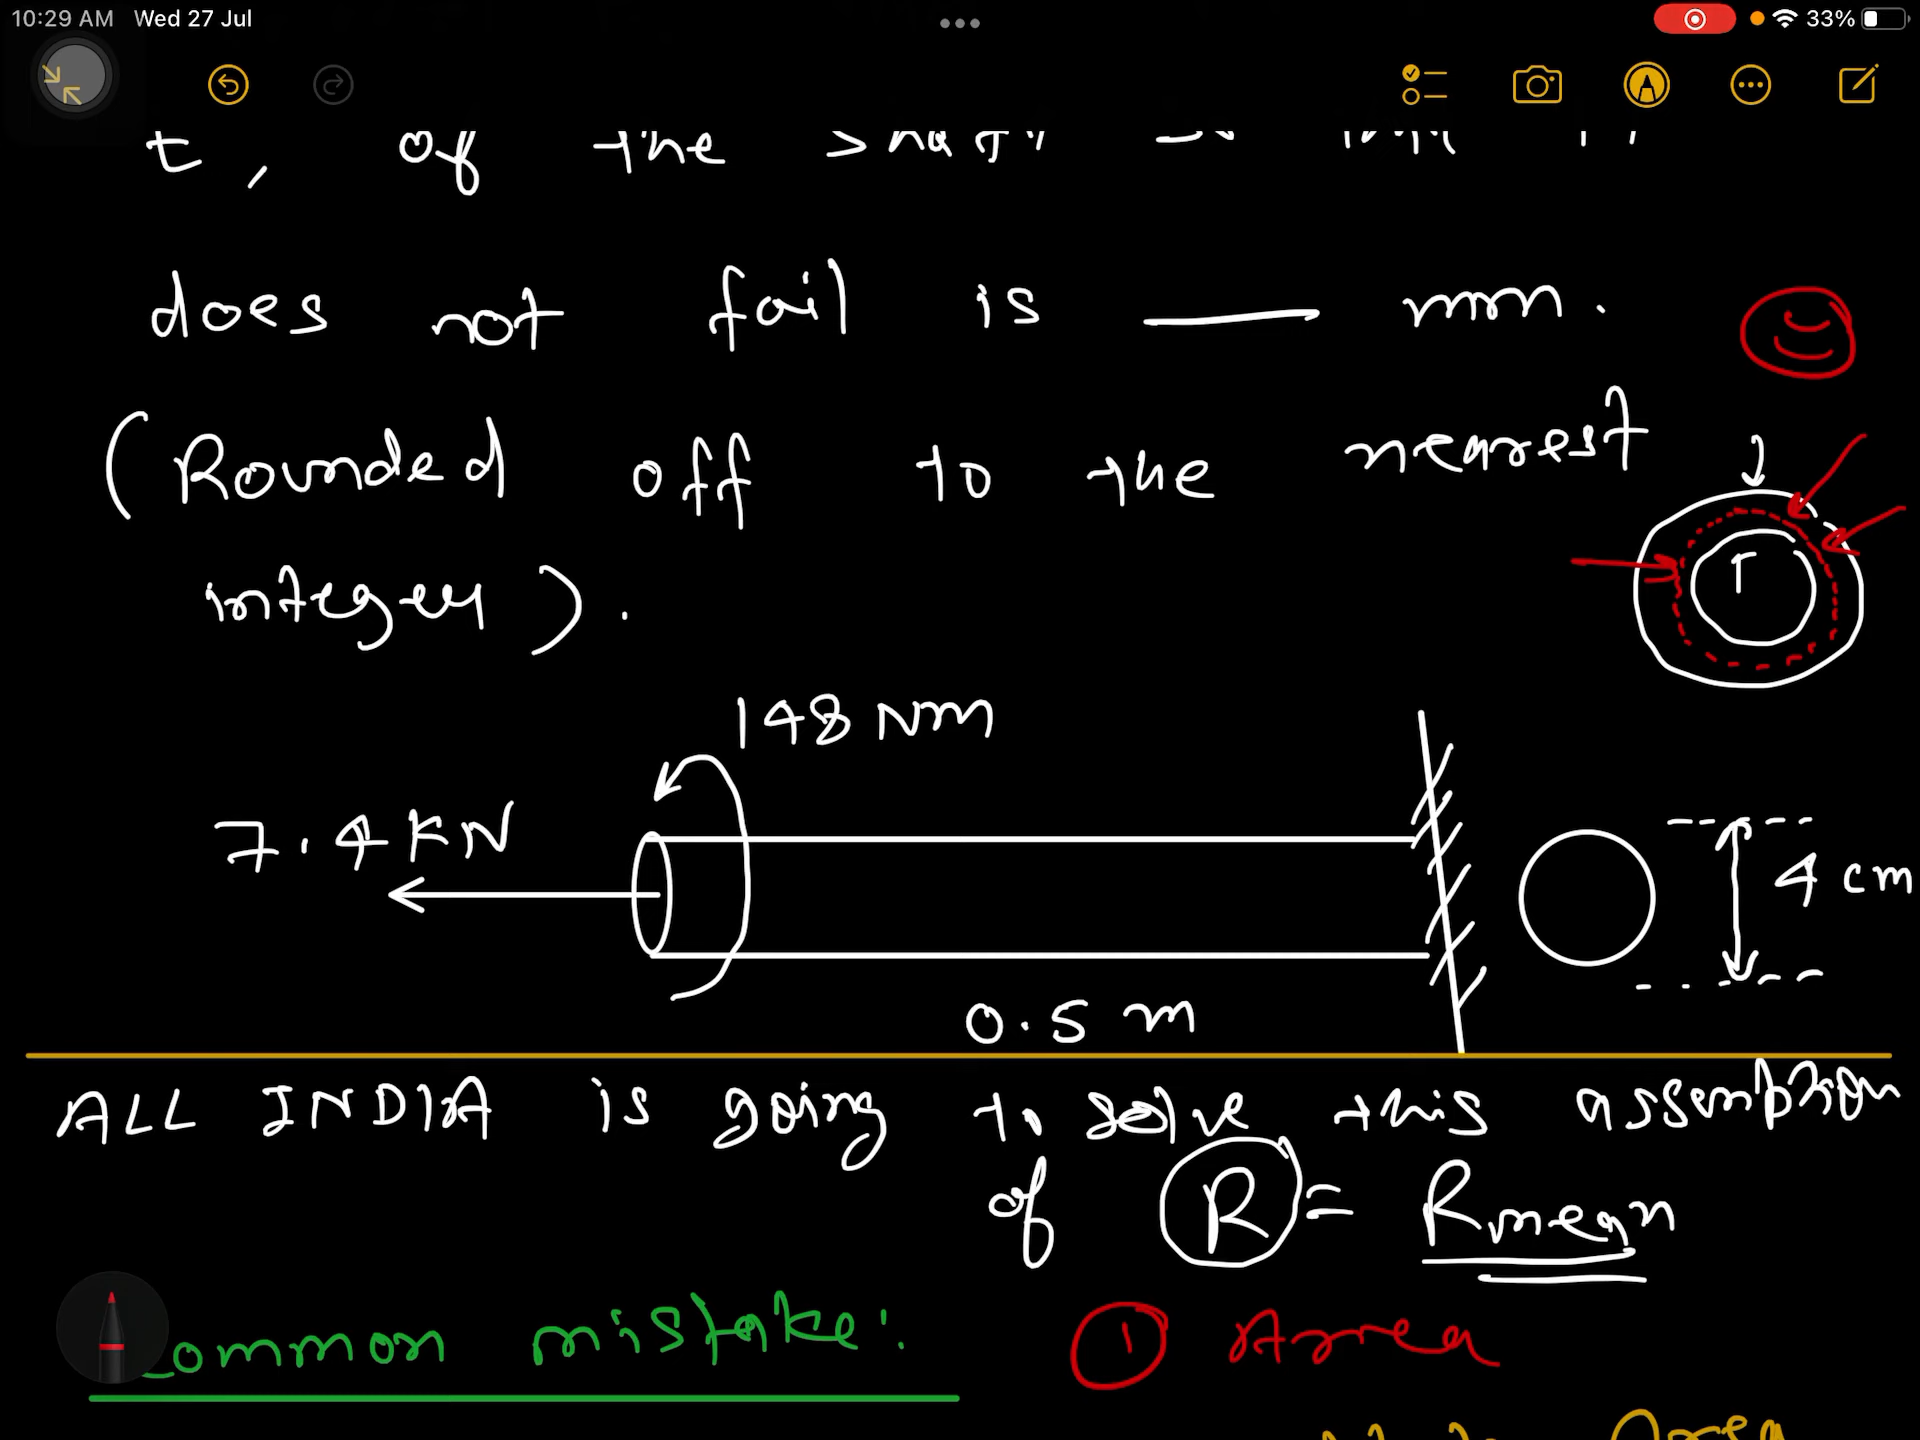 10:29 AM Wed 27 Jul
33%
t, of the
does not fail is ___ mm.
(Rounded off to the nearest
integer).
T
148 Nm
7.4 KN
4 cm
0.5 m
ALL INDIA is going to solve this assembtion
of R = Rmean
Common mistake:
1 Area